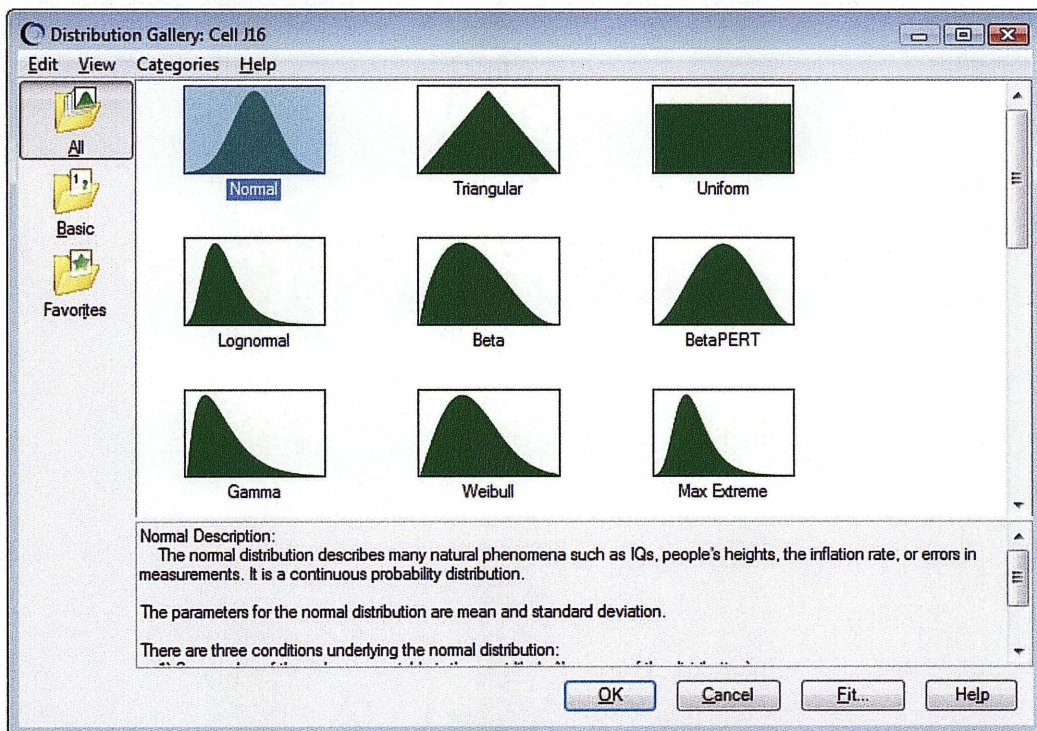 Distribution Gallery: Cell J16
Edit View Categories Help
All
Basic
Favorites
Normal Triangular Uniform
Lognormal Beta BetaPERT
Gamma Weibull Max Extreme
Normal Description:
The normal distribution describes many natural phenomena such as IQs, people's heights, the inflation rate, or errors in
measurements. It is a continuous probability distribution.
The parameters for the normal distribution are mean and standard deviation.
There are three conditions underlying the normal distribution:
OK Cancel Fit... Help